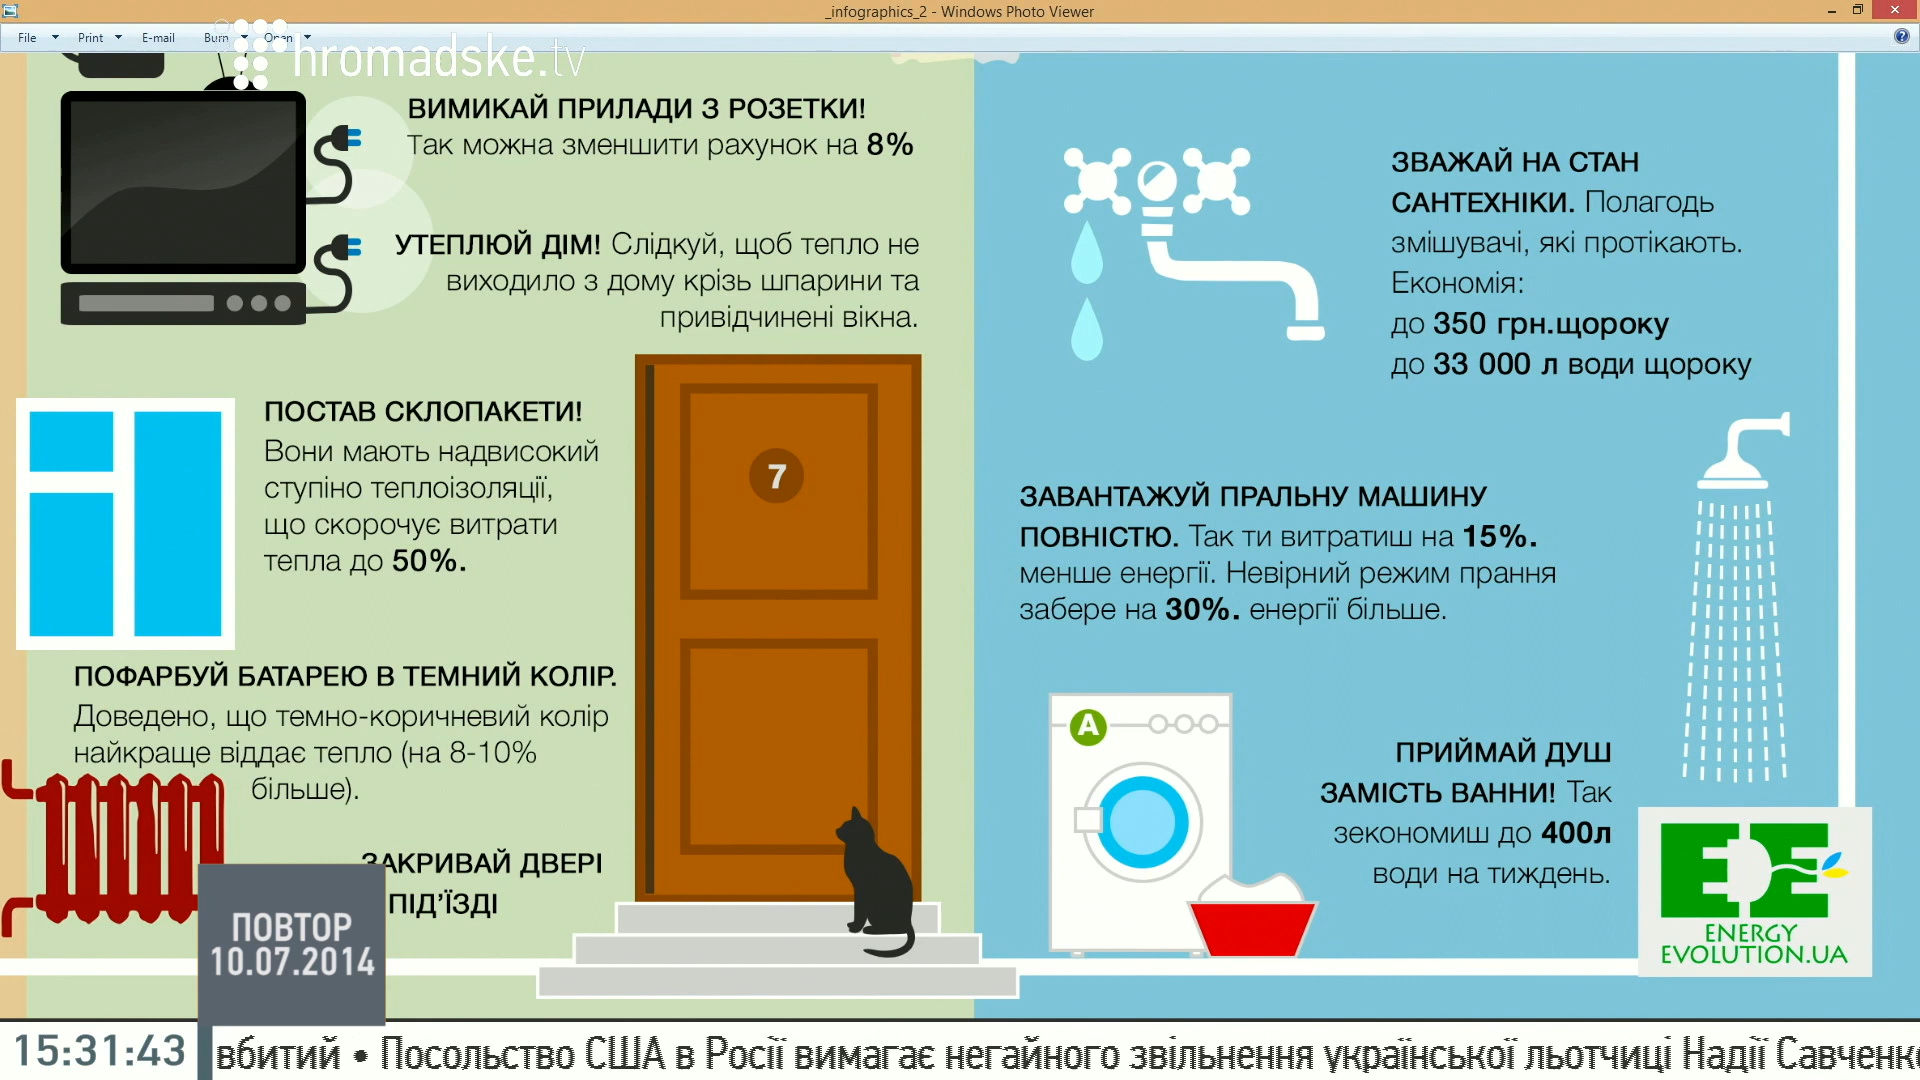 _infographics_2 - Windows Photo Viewer
File Print E-mail Burn Open
hromadske.tv
ВИМИКАЙ ПРИЛАДИ З РОЗЕТКИ!
Так можна зменшити рахунок на 8%
УТЕПЛЮЙ ДІМ! Слідкуй, щоб тепло не
виходило з дому крізь шпарини та
привідчинені вікна.
ПОСТАВ СКЛОПАКЕТИ!
Вони мають надвисокий
ступіно теплоізоляції,
що скорочує витрати
тепла до 50%.
7
ПОФАРБУЙ БАТАРЕЮ В ТЕМНИЙ КОЛІР.
Доведено, що темно-коричневий колір
найкраще віддає тепло (на 8-10%
більше).
ЗАКРИВАЙ ДВЕРІ
ПІД’ЇЗДІ
ЗВАЖАЙ НА СТАН
САНТЕХНІКИ. Полагодь
змішувачі, які протікають.
Економія:
до 350 грн.щороку
до 33 000 л води щороку
ЗАВАНТАЖУЙ ПРАЛЬНУ МАШИНУ
ПОВНІСТЮ. Так ти витратиш на 15%.
менше енергії. Невірний режим прання
забере на 30%. енергії більше.
A
ПРИЙМАЙ ДУШ
ЗАМІСТЬ ВАННИ! Так
зекономиш до 400л
води на тиждень.
EE
ENERGY
EVOLUTION.UA
ПОВТОР
10.07.2014
15:31:43
вбитий • Посольство США в Росії вимагає негайного звільнення української льотчиці Надії Савченко